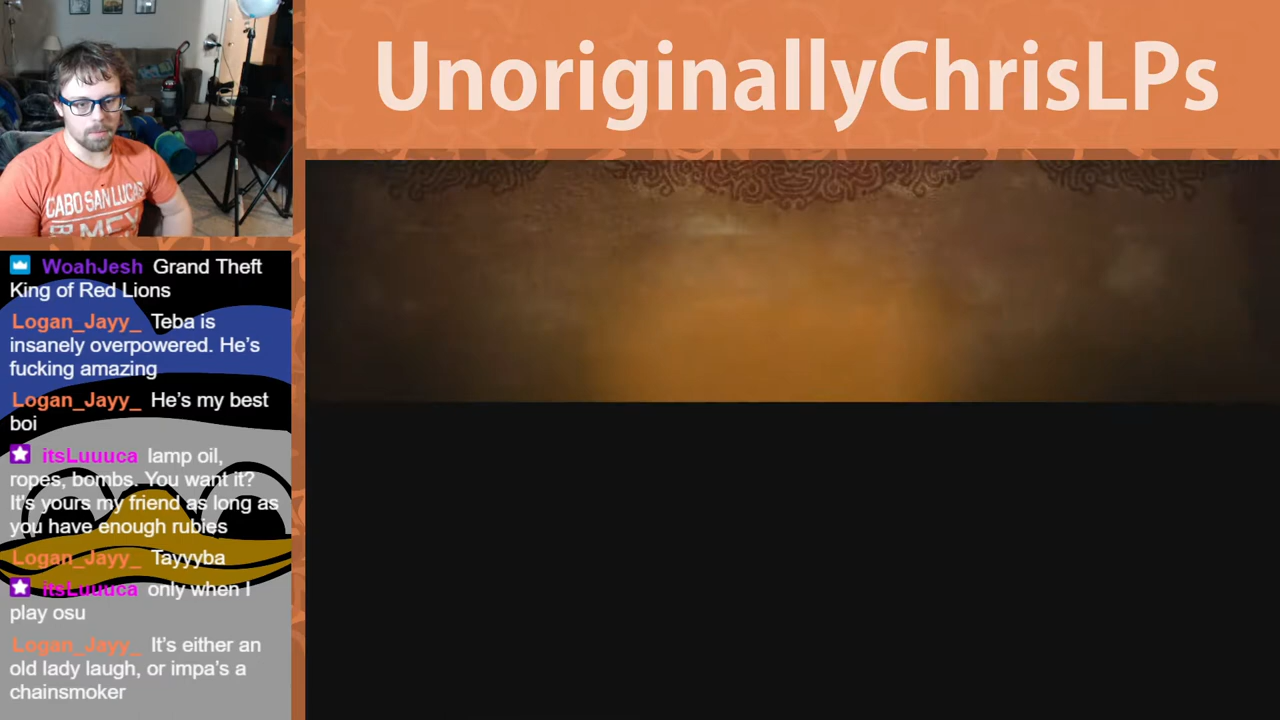 UnoriginallyChrisLPs
CABO SAN LUCAS
WoahJesh Grand Theft
King of Red Lions
Logan_Jayy_ Teba is
insanely overpowered. He’s
fucking amazing
Logan_Jayy_ He’s my best
boi
itsLuuuca lamp oil,
ropes, bombs. You want it?
It's yours my friend as long as
you have enough rubies
Logan_Jayy_ Tayyyba
itsLuuuca only when I
play osu
Logan_Jayy_ It’s either an
old lady laugh, or impa’s a
chainsmoker